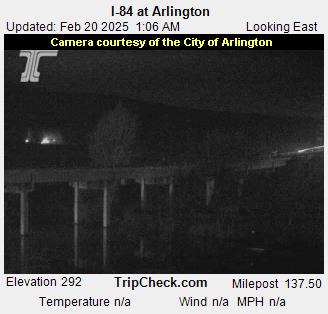 I-84 at Arlington
Updated: Feb 20 2025 1:06 AM Looking East
Camera courtesy of the City of Arlington
Elevation 292 TripCheck.com Milepost 137.50
Temperature n/a Wind n/a MPH n/a